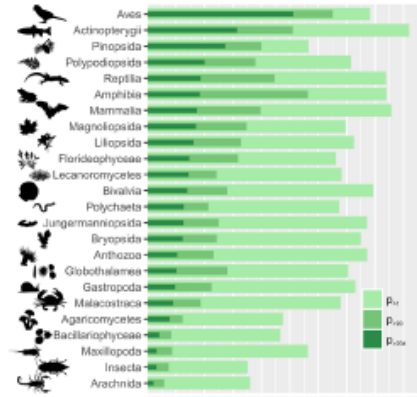 Aves
Actinopterygii
Pinopsida
Polypodiopsida
Reptilia
Amphibia
Mammalia
Magnoliopsida
Liliopsida
Florideophyceae
Lecanoromycetes
Bivalvia
Polychaeta
Jungermanniopsida
Bryopsida
Anthozoa
Globothalamea
Gastropoda
Malacostraca
Agaricomycetes
Bacillariophyceae
Maxillopoda
Insecta
Arachnida